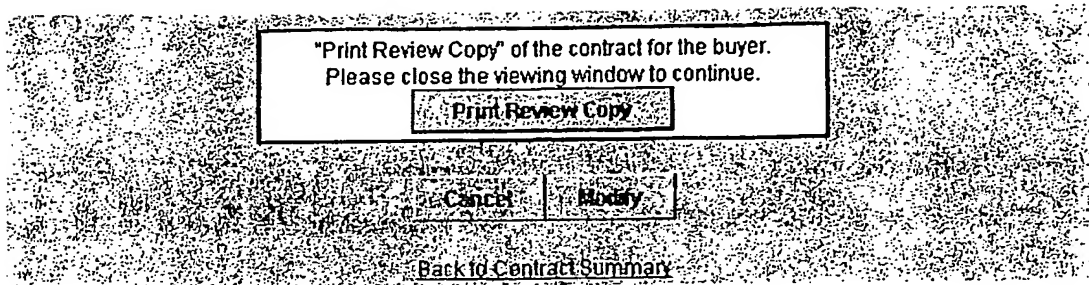 "Print Review Copy" of the contract for the buyer.
Please close the viewing window to continue.
Print Review Copy
Cancel Modify
Back to Contract Summary